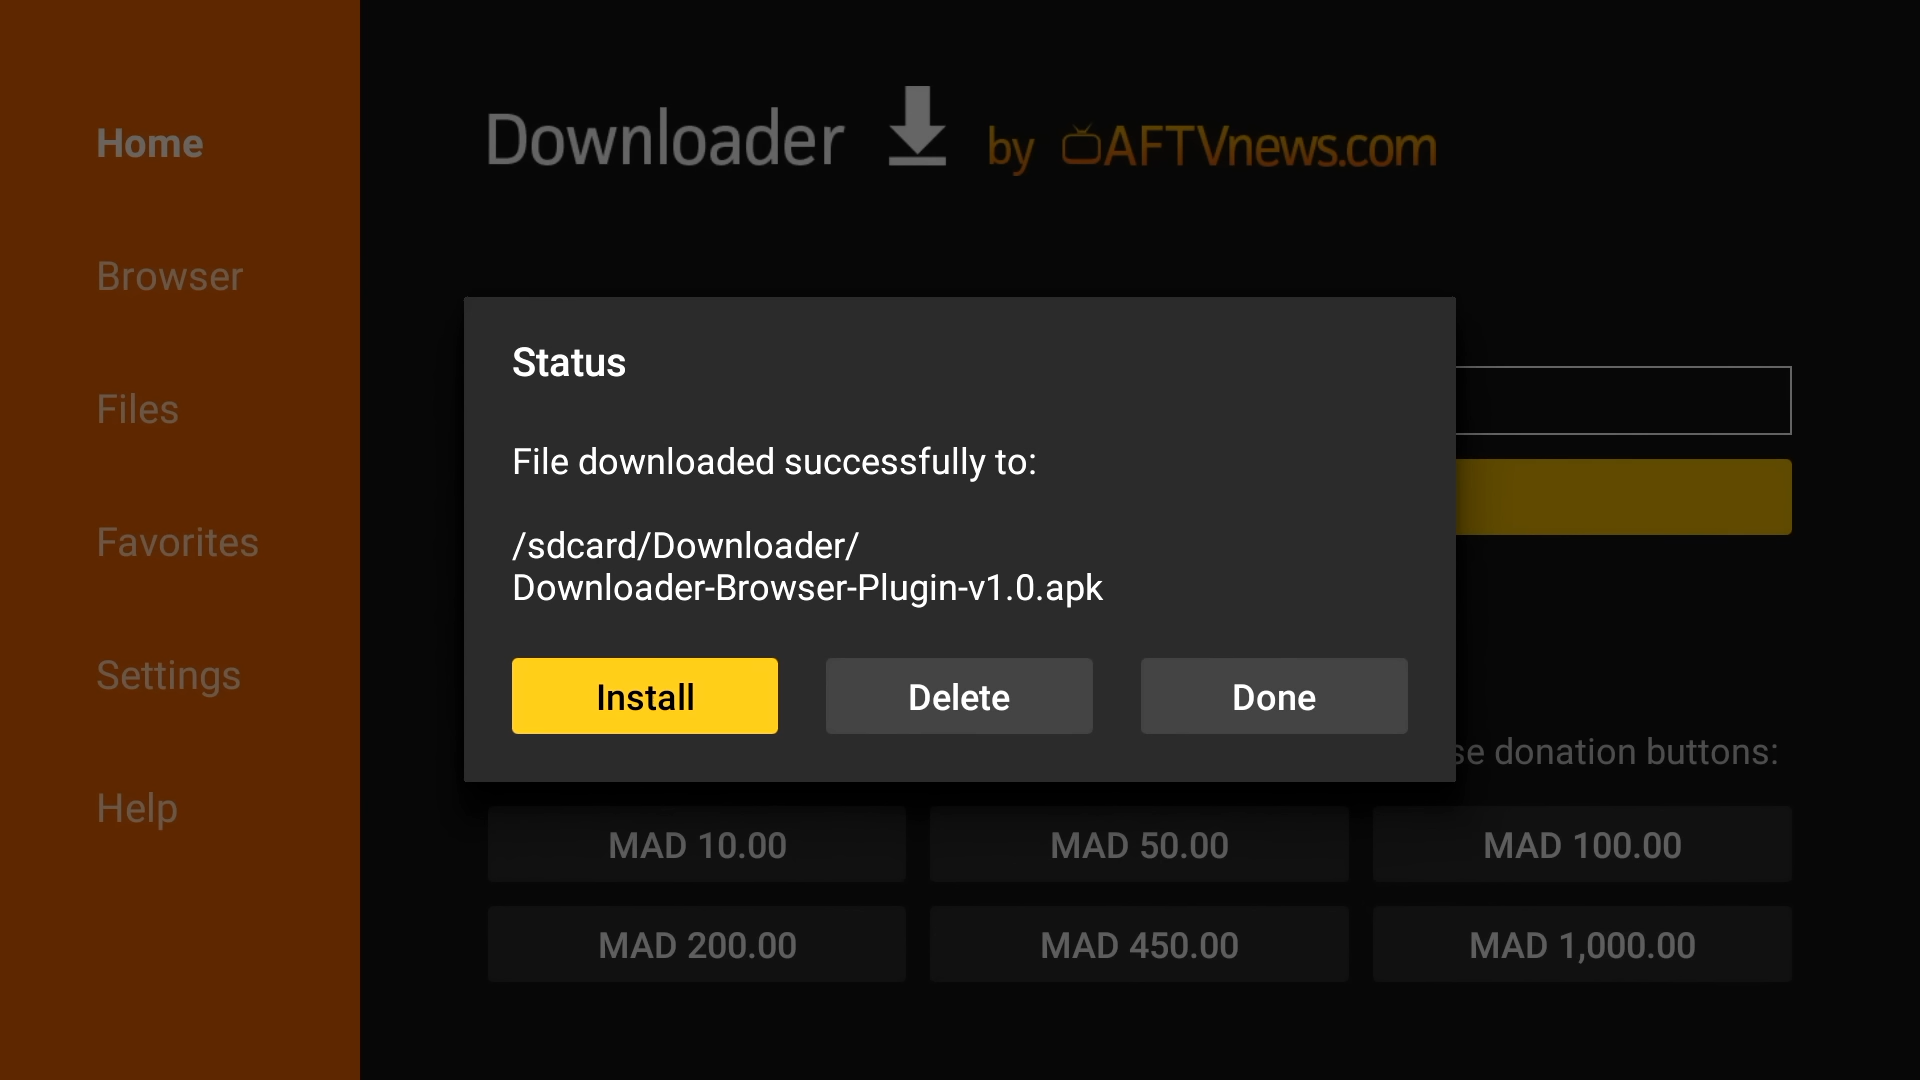 Home
Browser
Files
Favorites
Settings
Help
Downloader by AFTVnews.com
Status
File downloaded successfully to:
/sdcard/Downloader/
Downloader-Browser-Plugin-v1.0.apk
Install Delete Done
donation buttons:
MAD 10.00 MAD 50.00 MAD 100.00
MAD 200.00 MAD 450.00 MAD 1,000.00